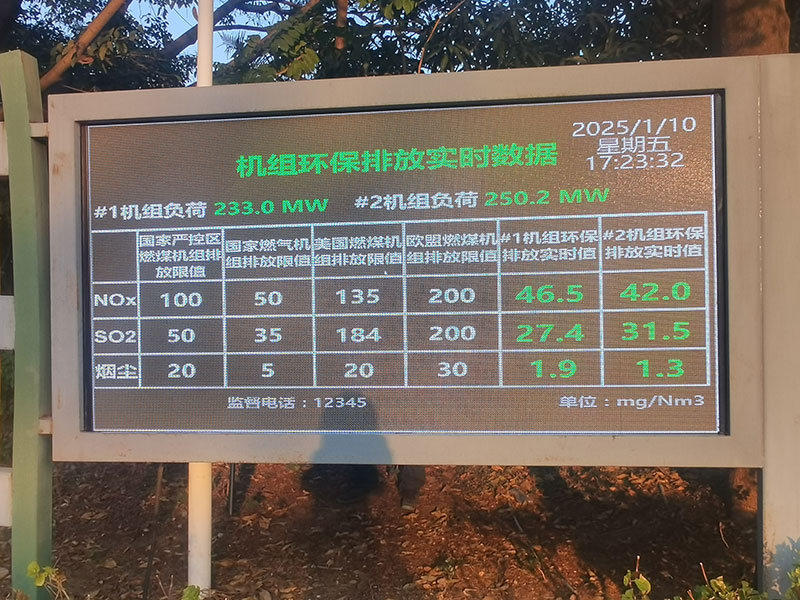 2025/1/10
星期五
17:23:32
机组环保排放实时数据
#1机组负荷 233.0 MW #2机组负荷 250.2 MW
国家严控区燃煤机组排放限值 国家燃气机组排放限值 美国燃煤机组排放限值 欧盟燃煤机组排放限值 #1机组环保排放实时值 #2机组环保排放实时值
NOx 100 50 135 200 46.5 42.0
SO2 50 35 184 200 27.4 31.5
烟尘 20 5 20 30 1.9 1.3
监督电话：12345 单位：mg/Nm3